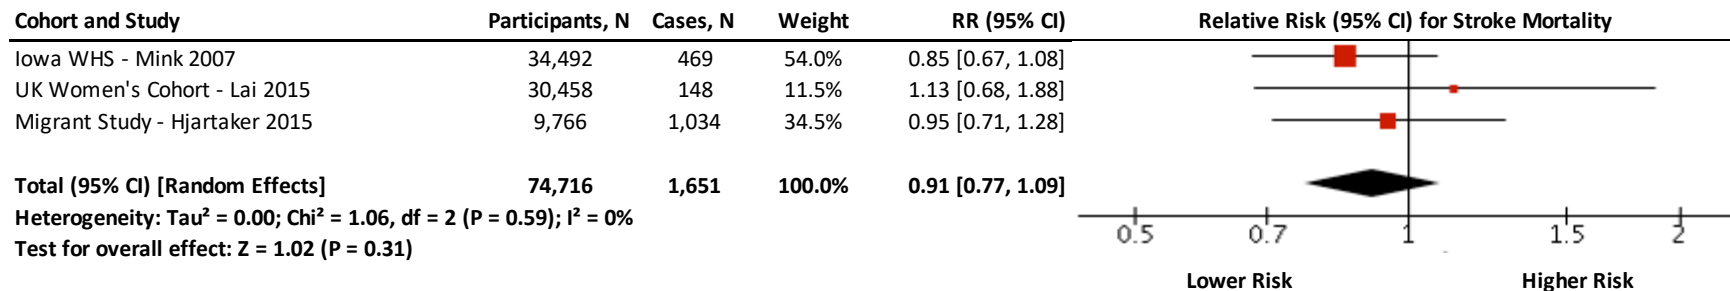 Cohort and Study Participants, N Cases, N Weight RR (95% CI) Relative Risk (95% CI) for Stroke Mortality
Iowa WHS - Mink 2007 34,492 469 54.0% 0.85 [0.67, 1.08]
UK Women's Cohort - Lai 2015 30,458 148 11.5% 1.13 [0.68, 1.88]
Migrant Study - Hjartaker 2015 9,766 1,034 34.5% 0.95 [0.71, 1.28]
Total (95% CI) [Random Effects] 74,716 1,651 100.0% 0.91 [0.77, 1.09]
Heterogeneity: Tau² = 0.00; Chi² = 1.06, df = 2 (P = 0.59); I² = 0%
0.5 0.7 1 1.5 2
Test for overall effect: Z = 1.02 (P = 0.31)
Lower Risk Higher Risk